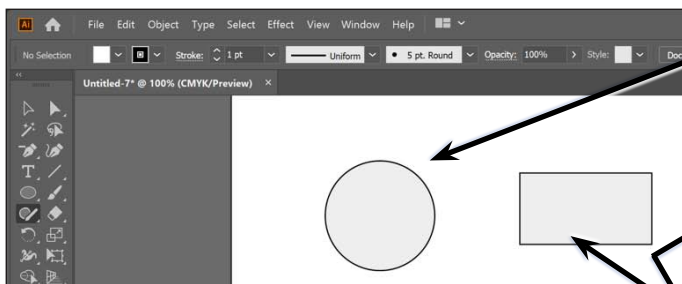 Ai File Edit Object Type Select Effect View Window Help
No Selection Stroke: 1 pt Uniform 5 pt. Round Opacity: 100% Style: Doc
Untitled-7* @ 100% (CMYK/Preview) ×